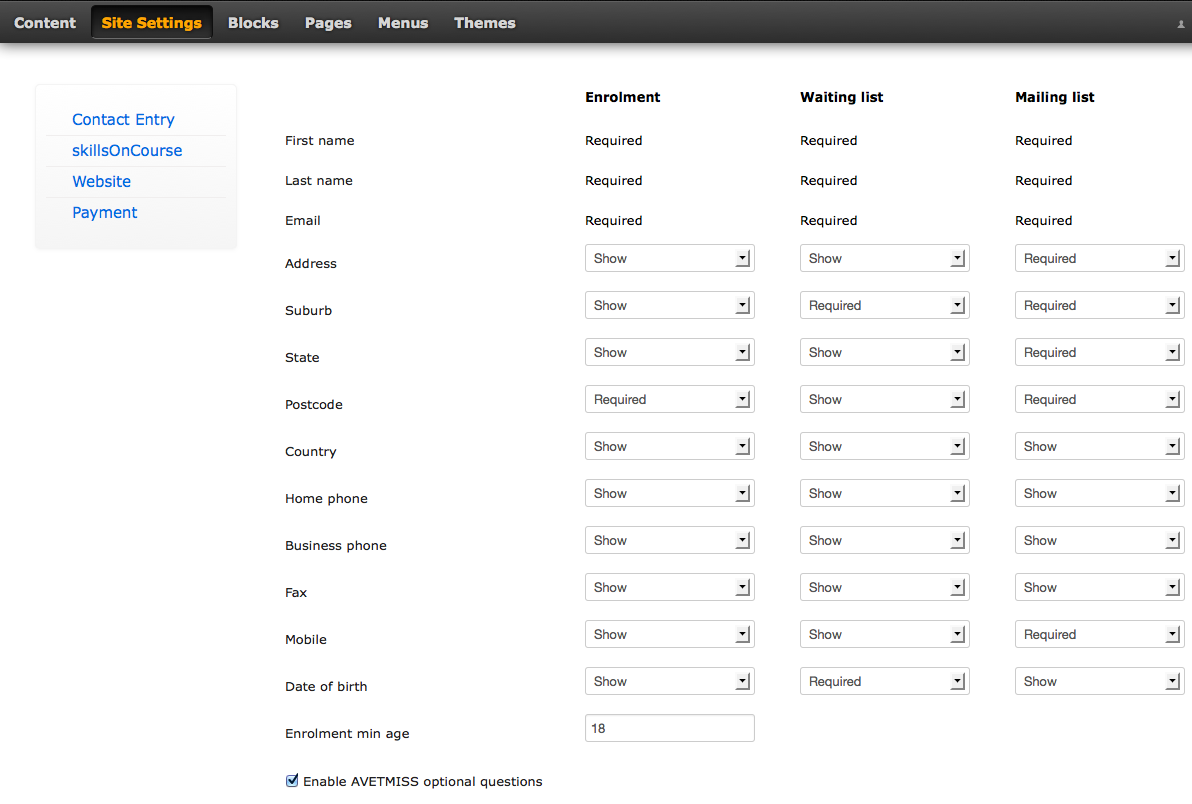 Content Site Settings Blocks Pages Menus Themes
Contact Entry
skillsOnCourse
Website
Payment
Enrolment Waiting list Mailing list
First name Required Required Required
Last name Required Required Required
Email Required Required Required
Address Show Show Required
Suburb Show Required Required
State Show Show Required
Postcode Required Show Required
Country Show Show Show
Home phone Show Show Show
Business phone Show Show Show
Fax Show Show Show
Mobile Show Show Required
Date of birth Show Required Show
Enrolment min age 18
Enable AVETMISS optional questions